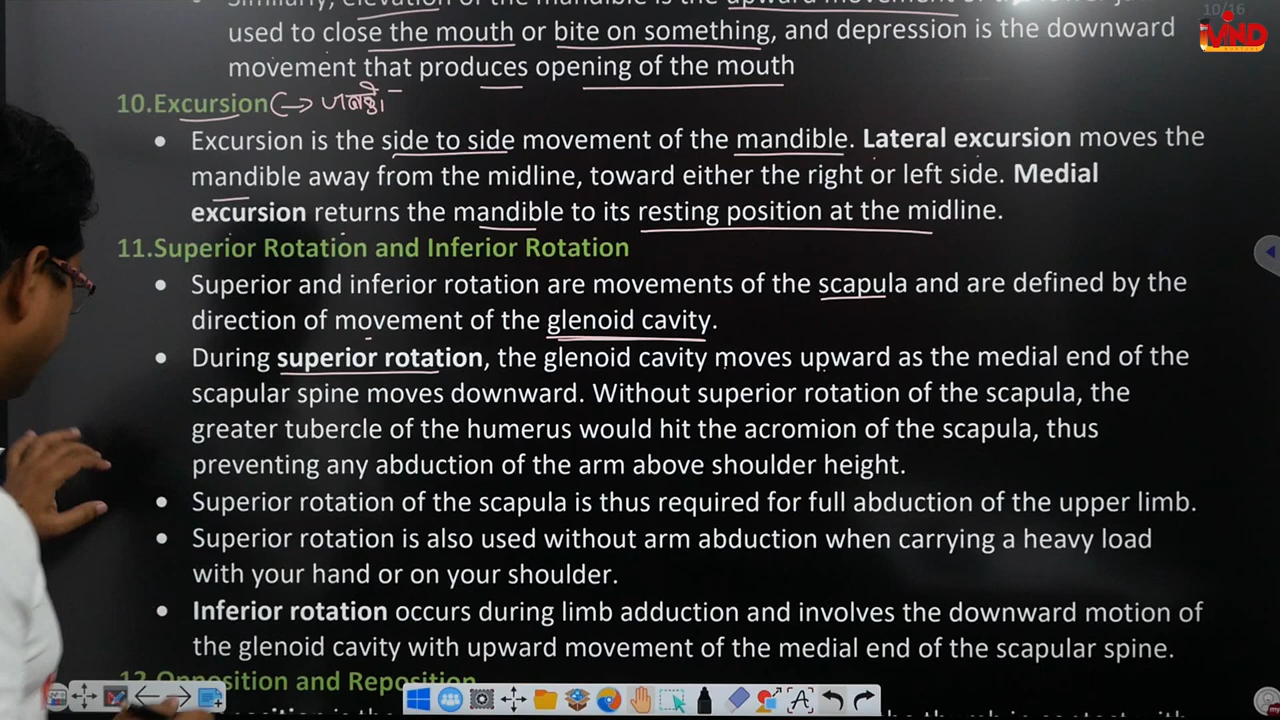 used to close the mouth or bite on something, and depression is the downward
movement that produces opening of the mouth
10.Excursion
• Excursion is the side to side movement of the mandible. Lateral excursion moves the
mandible away from the midline, toward either the right or left side. Medial
excursion returns the mandible to its resting position at the midline.
11.Superior Rotation and Inferior Rotation
• Superior and inferior rotation are movements of the scapula and are defined by the
direction of movement of the glenoid cavity.
• During superior rotation, the glenoid cavity moves upward as the medial end of the
scapular spine moves downward. Without superior rotation of the scapula, the
greater tubercle of the humerus would hit the acromion of the scapula, thus
preventing any abduction of the arm above shoulder height.
• Superior rotation of the scapula is thus required for full abduction of the upper limb.
• Superior rotation is also used without arm abduction when carrying a heavy load
with your hand or on your shoulder.
• Inferior rotation occurs during limb adduction and involves the downward motion of
the glenoid cavity with upward movement of the medial end of the scapular spine.
12.Opposition and Reposition
10/16